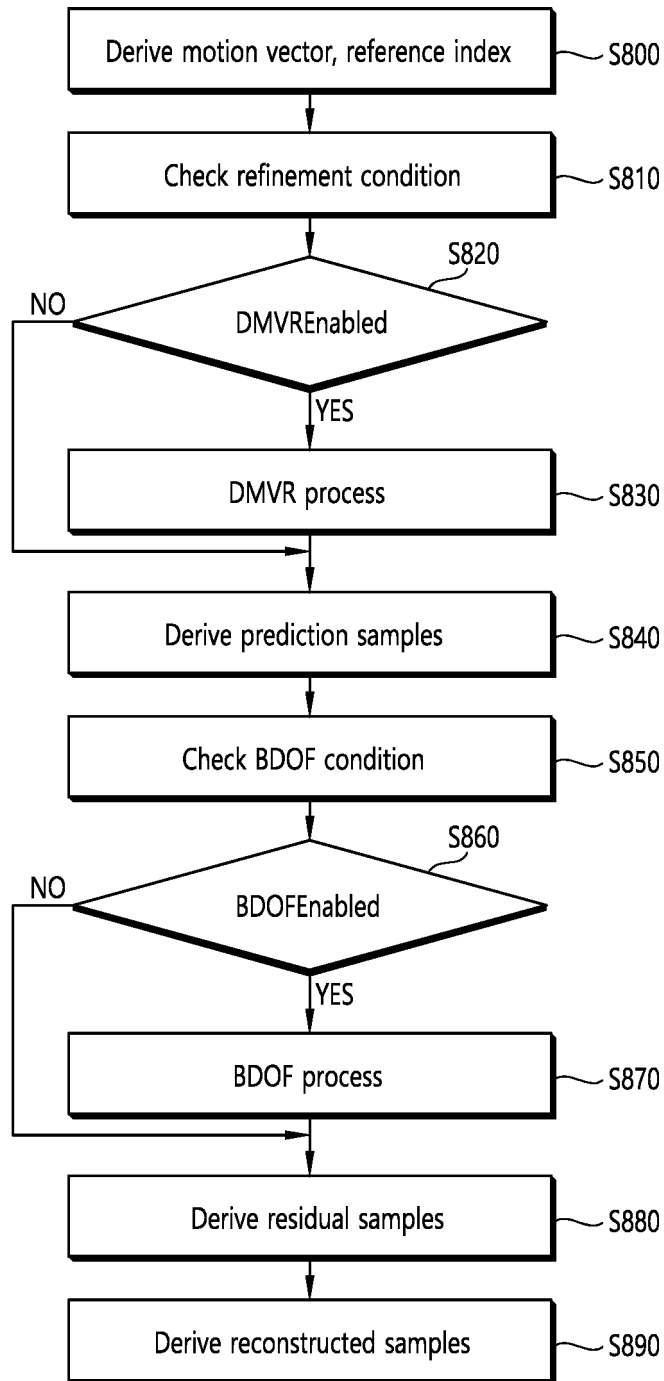 Derive motion vector, reference index
S800
Check refinement condition
S810
S820
NO
DMVREnabled
YES
DMVR process
S830
Derive prediction samples
S840
Check BDOF condition
S850
S860
NO
BDOFEnabled
YES
BDOF process
S870
Derive residual samples
S880
Derive reconstructed samples
S890